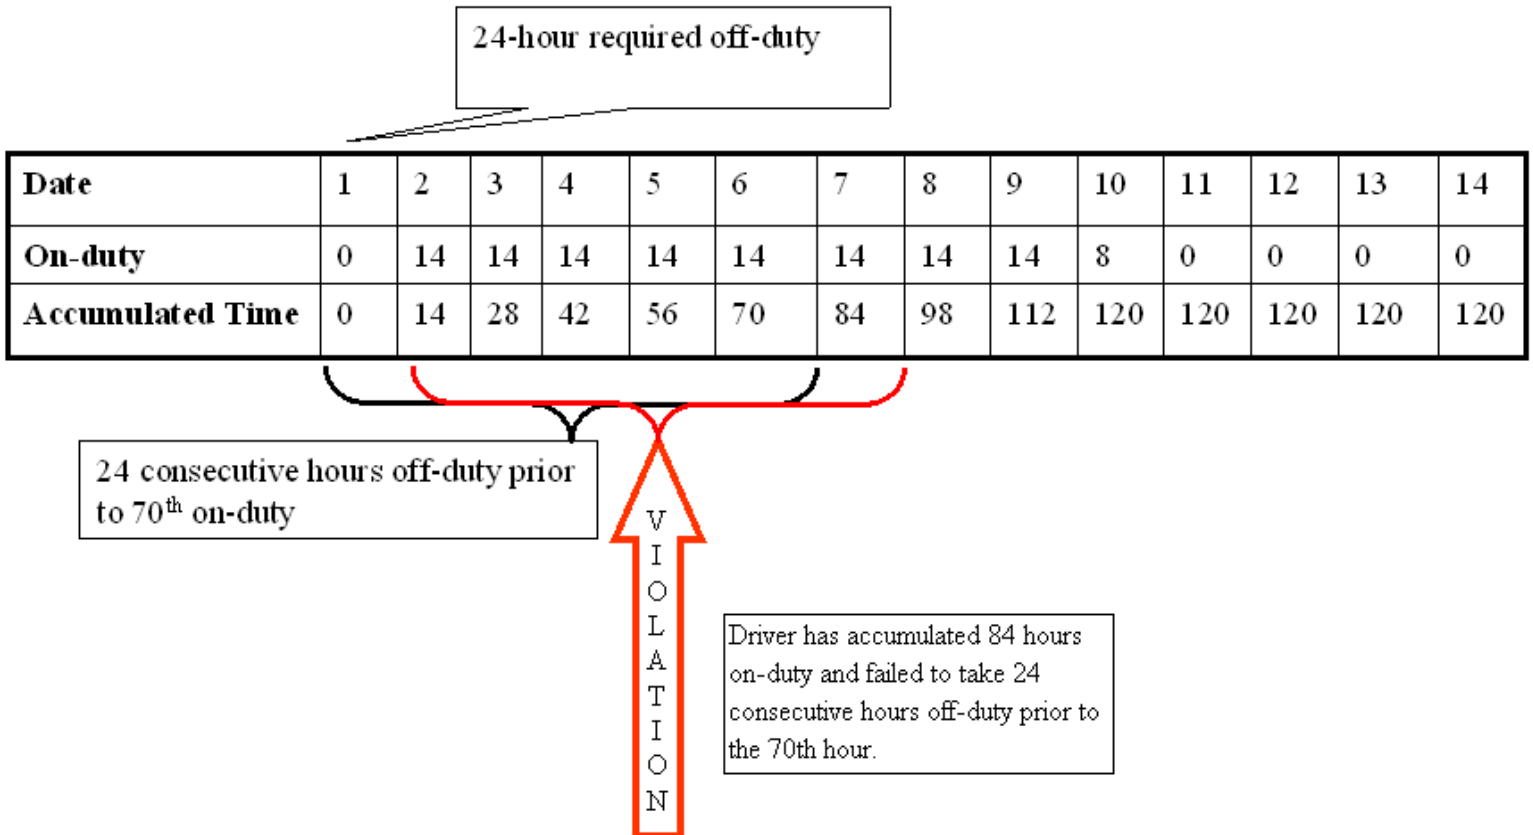 24-hour required off-duty
Date 1 2 3 4 5 6 7 8 9 10 11 12 13 14
On-duty 0 14 14 14 14 14 14 14 14 8 0 0 0 0
Accumulated Time 0 14 28 42 56 70 84 98 112 120 120 120 120 120
24 consecutive hours off-duty prior
to 70th on-duty
VIOLATION
Driver has accumulated 84 hours
on-duty and failed to take 24
consecutive hours off-duty prior to
the 70th hour.